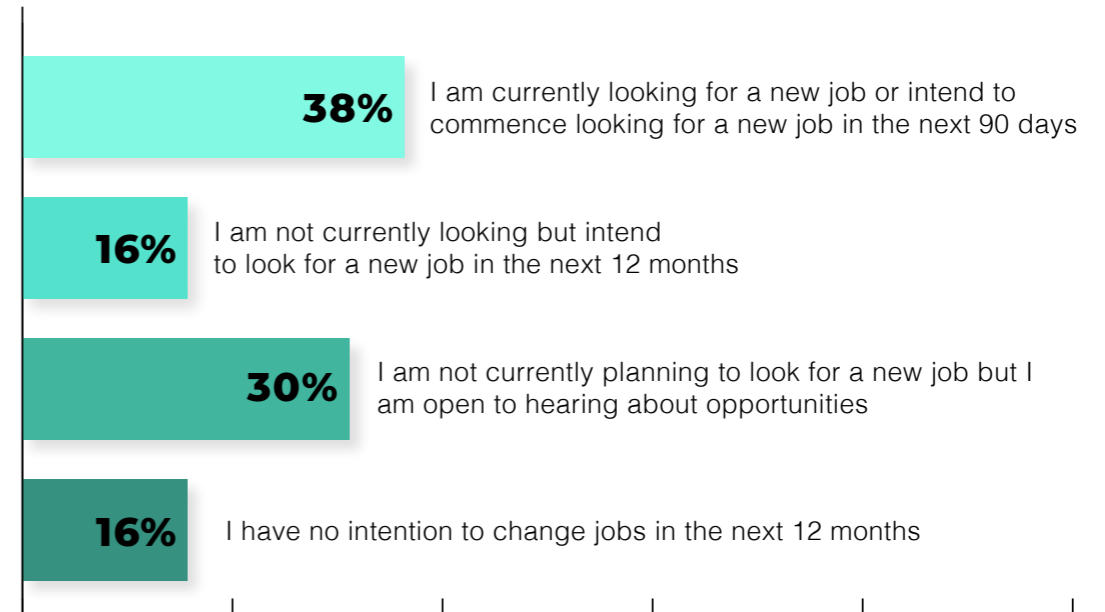 38%
I am currently looking for a new job or intend to
commence looking for a new job in the next 90 days
16%
I am not currently looking but intend
to look for a new job in the next 12 months
30%
I am not currently planning to look for a new job but I
am open to hearing about opportunities
16%
I have no intention to change jobs in the next 12 months